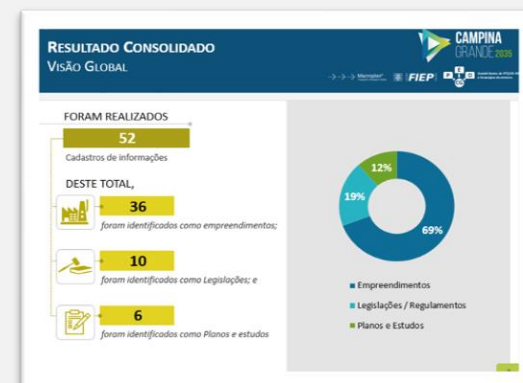 RESULTADO CONSOLIDADO
VISÃO GLOBAL
CAMPINA
GRANDE 2035
Macroplan
FIEP
FORAM REALIZADOS
52
Cadastros de informações
DESTE TOTAL,
36
foram identificados como empreendimentos;
10
foram identificados como Legislações; e
6
foram identificados como Planos e estudos
12%
19%
69%
Empreendimentos
Legislações / Regulamentos
Planos e Estudos